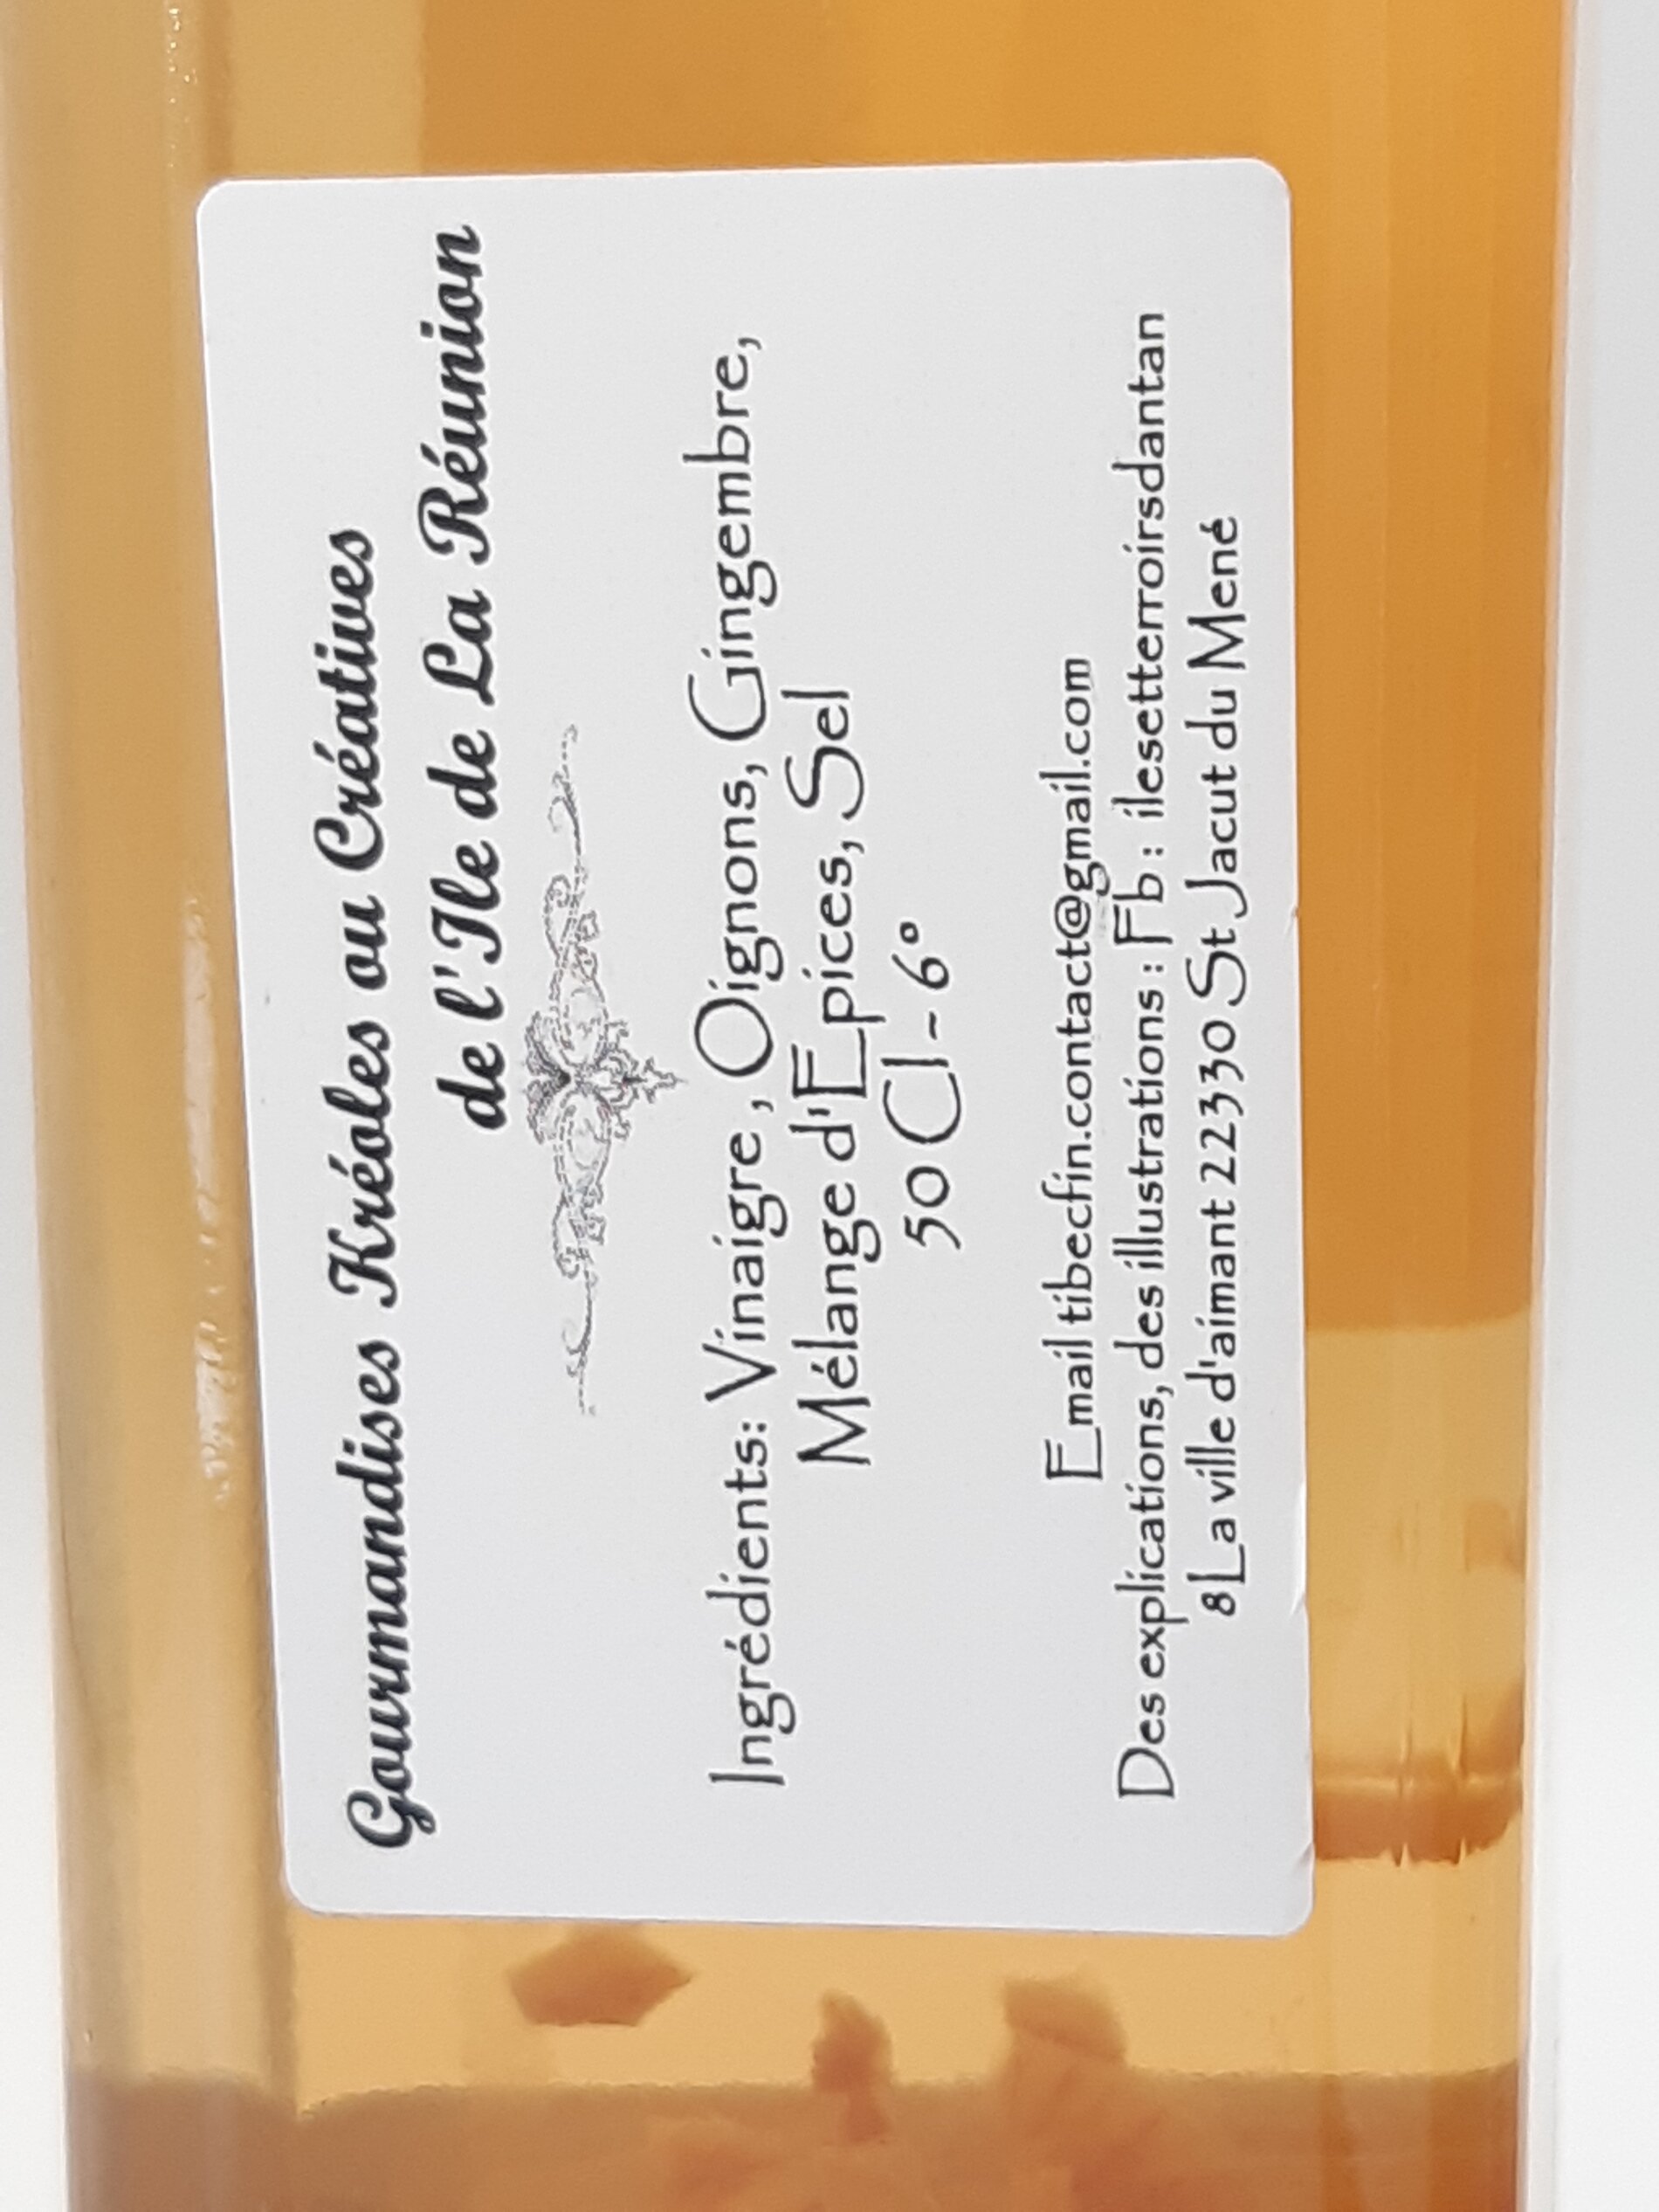 Gourmandises Kréoles ou Créatives
de l'Ile de La Réunion
Ingrédients: Vinaigre , Oignons, Gingembre,
Mélange d'Epices, Sel
50 Cl - 6°
Email tibecfin.contact@gmail.com
Des explications, des illustrations : Fb : ilesetterroirsdantan
8 La ville d'aimant 22330 St Jacut du Mené